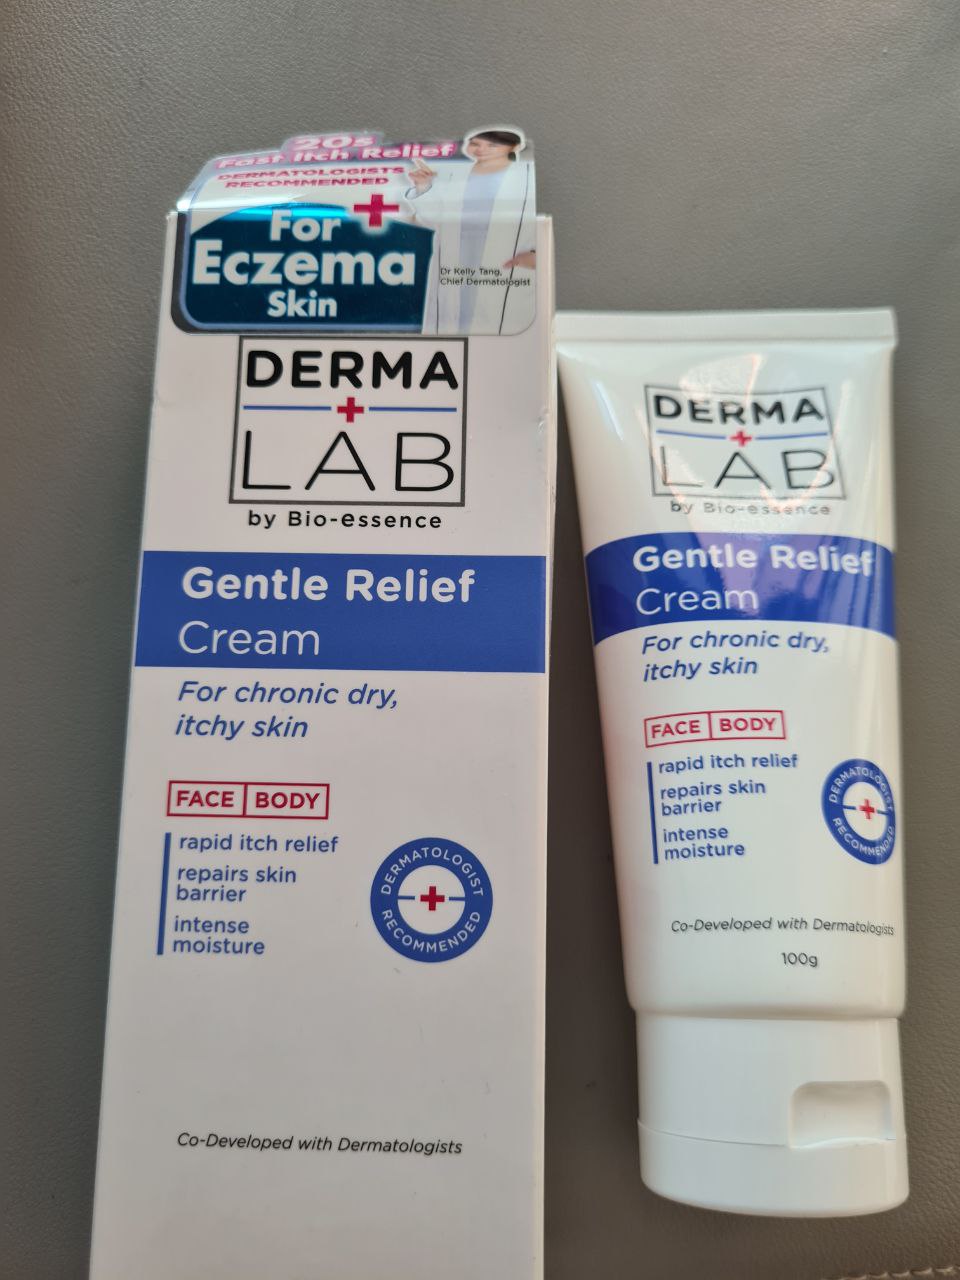 20s
Fast Itch Relief
DERMATOLOGISTS
RECOMMENDED
For
Eczema
Skin
Dr Kelly Tang,
Chief Dermatologist
DERMA
LAB
by Bio-essence
Gentle Relief
Cream
For chronic dry,
itchy skin
FACE BODY
rapid itch relief
repairs skin
barrier
intense
moisture
DERMATOLOGIST
RECOMMENDED
Co-Developed with Dermatologists
DERMA
LAB
by Bio-essence
Gentle Relief
Cream
For chronic dry,
itchy skin
FACE BODY
rapid itch relief
repairs skin
barrier
intense
moisture
DERMATOLOGIST
RECOMMENDED
Co-Developed with Dermatologists
100g